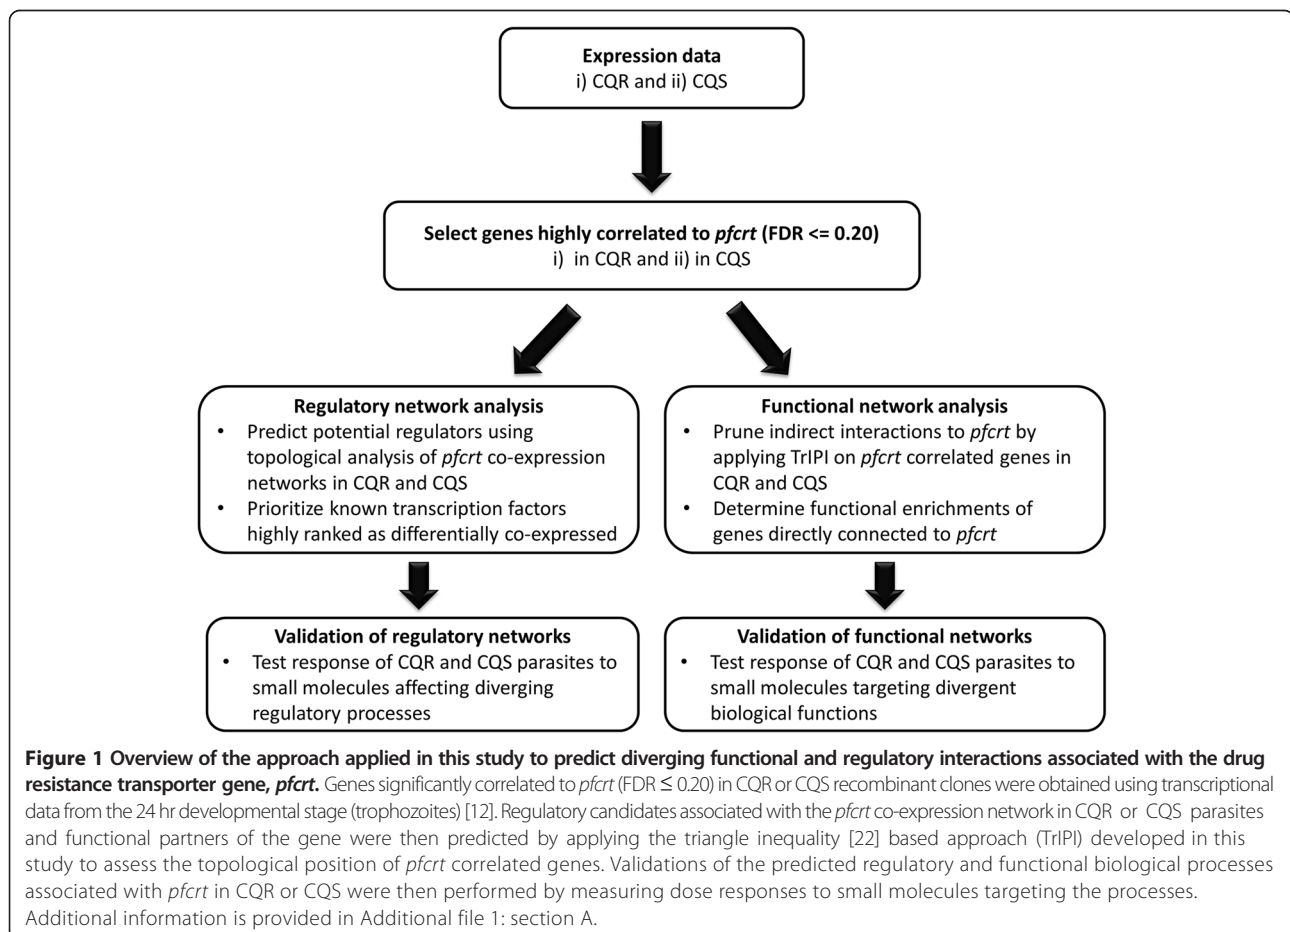 Expression data
i) CQR and ii) CQS
Select genes highly correlated to pfcrt (FDR <= 0.20)
i)  in CQR and ii) in CQS
Regulatory network analysis
• Predict potential regulators using
topological analysis of pfcrt co-expression
networks in CQR and CQS
• Prioritize known transcription factors
highly ranked as differentially co-expressed
Functional network analysis
• Prune indirect interactions to pfcrt by
applying TrIPI on pfcrt correlated genes in
CQR and CQS
• Determine functional enrichments of
genes directly connected to pfcrt
Validation of regulatory networks
• Test response of CQR and CQS parasites to
small molecules affecting diverging
regulatory processes
Validation of functional networks
• Test response of CQR and CQS parasites to
small molecules targeting divergent
biological functions
Figure 1 Overview of the approach applied in this study to predict diverging functional and regulatory interactions associated with the drug
resistance transporter gene, pfcrt. Genes significantly correlated to pfcrt (FDR ≤ 0.20) in CQR or CQS recombinant clones were obtained using transcriptional
data from the 24 hr developmental stage (trophozoites) [12]. Regulatory candidates associated with the pfcrt co-expression network in CQR or CQS parasites
and functional partners of the gene were then predicted by applying the triangle inequality [22] based approach (TrIPI) developed in this
study to assess the topological position of pfcrt correlated genes. Validations of the predicted regulatory and functional biological processes
associated with pfcrt in CQR or CQS were then performed by measuring dose responses to small molecules targeting the processes.
Additional information is provided in Additional file 1: section A.